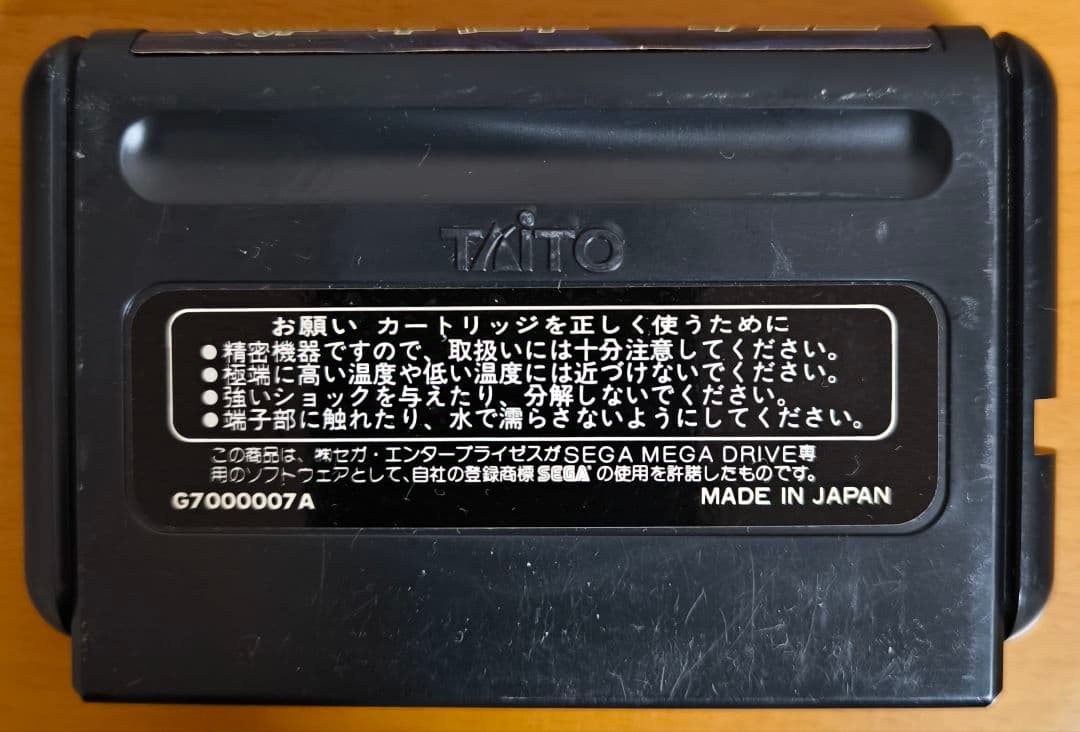 TAITO
お願い カートリッジを正しく使うために
●精密機器ですので、取扱いには十分注意してください。
●極端に高い温度や低い温度には近づけないでください。
●強いショックを与えたり、分解しないでください。
●端子部に触れたり、水で濡らさないようにしてください。
この商品は、㈱セガ・エンタープライゼスがSEGA MEGA DRIVE専
用のソフトウェアとして、自社の登録商標SEGA®の使用を許諾したものです。
G7000007A
MADE IN JAPAN